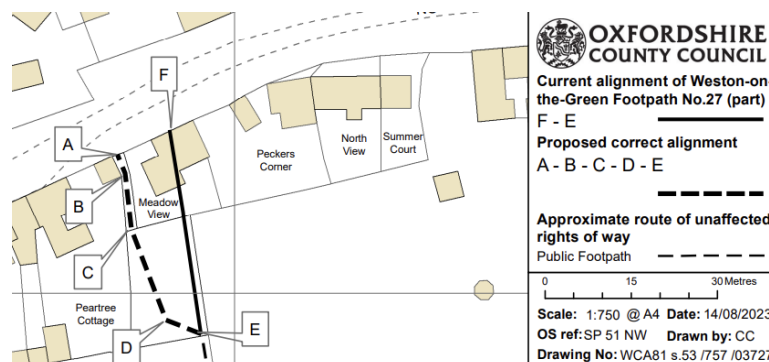 F
A
B
C
D
E
Meadow
View
Peckers
Corner
North
View
Summer
Court
Peartree
Cottage
OXFORDSHIRE
COUNTY COUNCIL
Current alignment of Weston-on-
the-Green Footpath No.27 (part)
F - E
Proposed correct alignment
A - B - C - D - E
Approximate route of unaffected
rights of way
Public Footpath
0 15 30 Metres
Scale: 1:750 @ A4 Date: 14/08/2023
OS ref: SP 51 NW Drawn by: CC
Drawing No: WCA81 s.53 /757 /03727